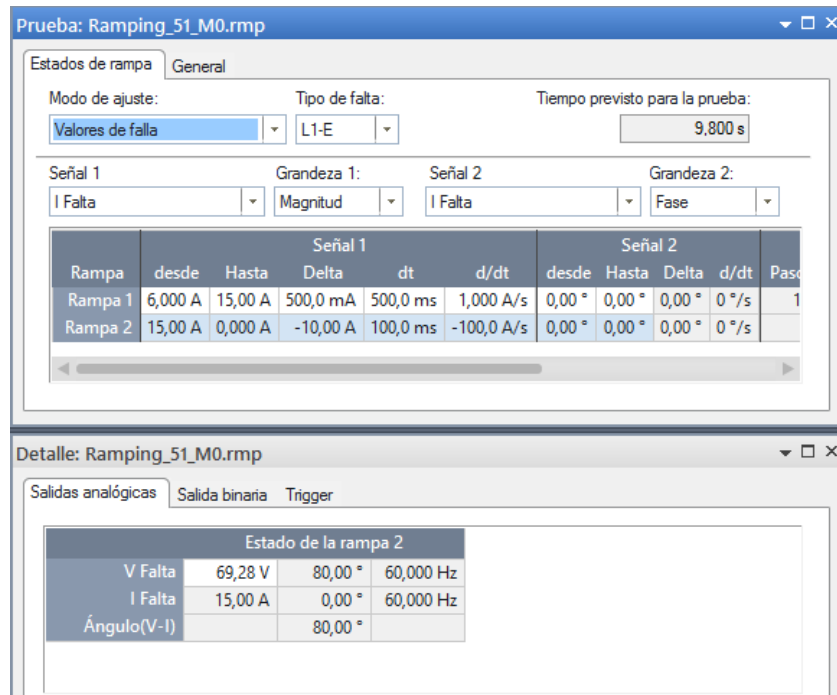 Prueba: Ramping_51_M0.rmp
Estados de rampa General
Modo de ajuste: Tipo de falta: Tiempo previsto para la prueba:
Valores de falla L1-E 9,800 s
Señal 1 Grandeza 1: Señal 2 Grandeza 2:
I Falta Magnitud I Falta Fase
Señal 1 Señal 2
Rampa desde Hasta Delta dt d/dt desde Hasta Delta d/dt Paso
Rampa 1 6,000 A 15,00 A 500,0 mA 500,0 ms 1,000 A/s 0,00 ° 0,00 ° 0,00 ° 0 °/s 1
Rampa 2 15,00 A 0,000 A -10,00 A 100,0 ms -100,0 A/s 0,00 ° 0,00 ° 0,00 ° 0 °/s
Detalle: Ramping_51_M0.rmp
Salidas analógicas Salida binaria Trigger
Estado de la rampa 2
V Falta 69,28 V 80,00 ° 60,000 Hz
I Falta 15,00 A 0,00 ° 60,000 Hz
Ángulo(V-I) 80,00 °